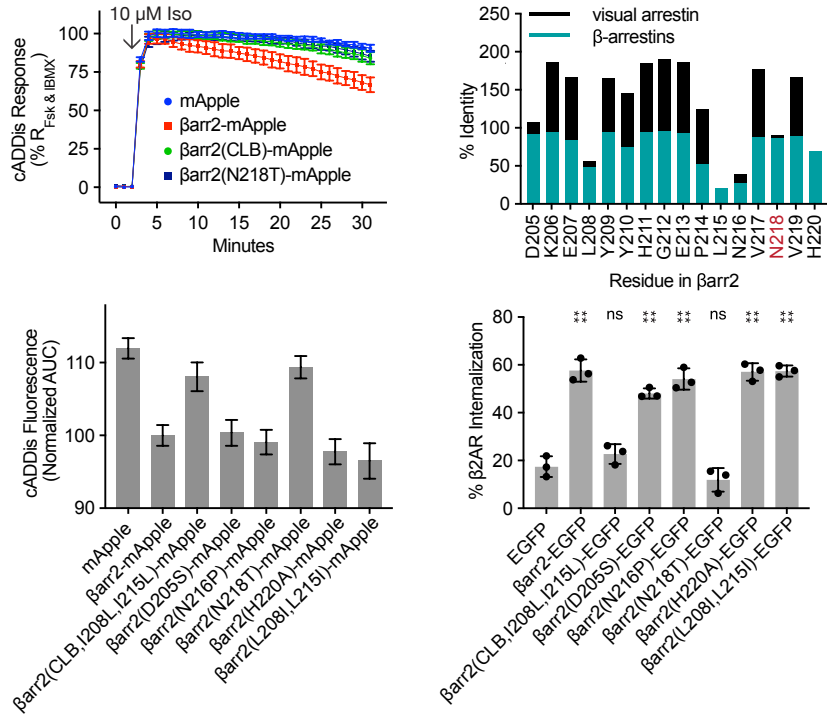 10 µM Iso
cADDis Response
(% R Fsk & IBMX)
100
75
50
25
0
mApple
βarr2-mApple
βarr2(CLB)-mApple
βarr2(N218T)-mApple
0 5 10 15 20 25 30
Minutes
visual arrestin
β-arrestins
% Identity
250
200
150
100
50
0
D205
K206
E207
L208
Y209
Y210
H211
G212
E213
P214
L215
N216
V217
N218
V219
H220
Residue in βarr2
cADDis Fluorescence
(Normalized AUC)
110
100
90
mApple
βarr2-mApple
βarr2(CLB,I208L,I215L)-mApple
βarr2(D205S)-mApple
βarr2(N216P)-mApple
βarr2(N218T)-mApple
βarr2(H220A)-mApple
βarr2(L208I,L215I)-mApple
% β2AR Internalization
80
60
40
20
0
**** ns **** **** ns **** ****
EGFP
βarr2-EGFP
βarr2(CLB,I208L,I215L)-EGFP
βarr2(D205S)-EGFP
βarr2(N216P)-EGFP
βarr2(N218T)-EGFP
βarr2(H220A)-EGFP
βarr2(L208I,L215I)-EGFP